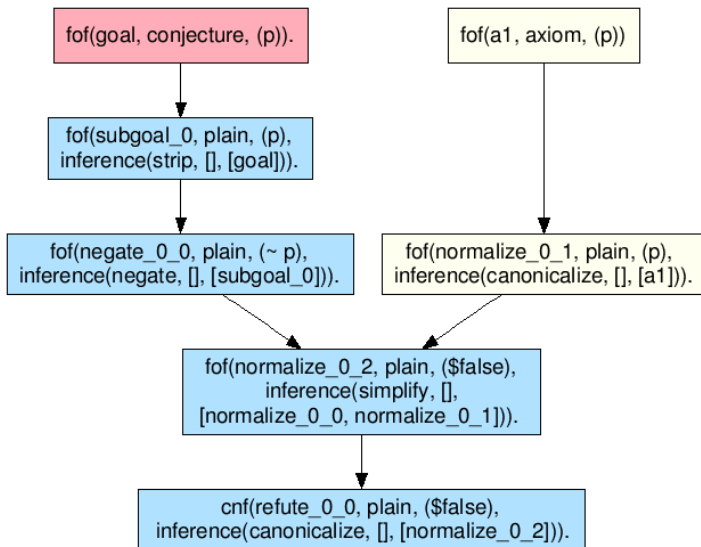 fof(goal, conjecture, (p)).
fof(a1, axiom, (p))
fof(subgoal_0, plain, (p),
inference(strip, [], [goal])).
fof(negate_0_0, plain, (~ p),
inference(negate, [], [subgoal_0])).
fof(normalize_0_1, plain, (p),
inference(canonicalize, [], [a1])).
fof(normalize_0_2, plain, ($false),
inference(simplify, [],
[normalize_0_0, normalize_0_1])).
cnf(refute_0_0, plain, ($false),
inference(canonicalize, [], [normalize_0_2])).